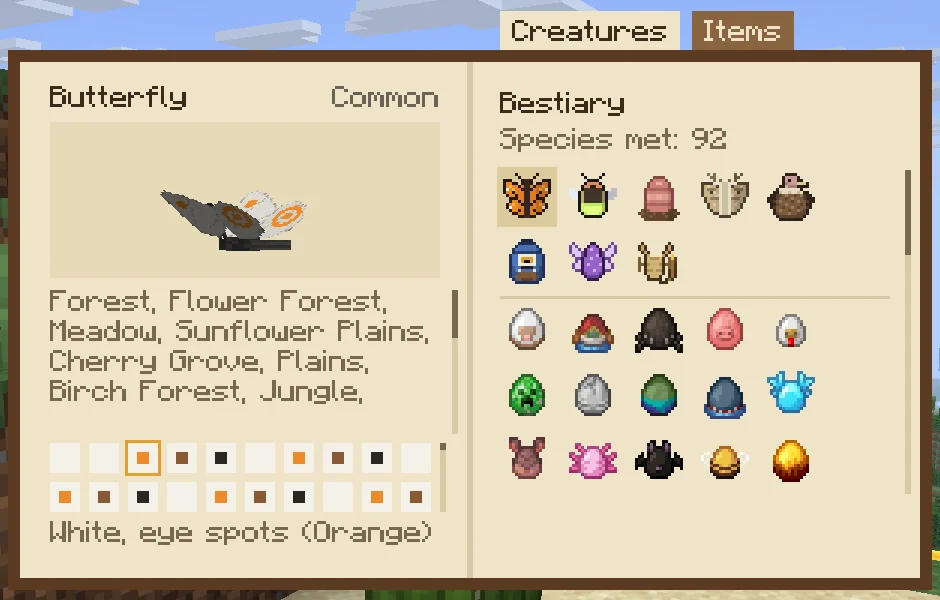 Creatures
Items
Butterfly
Common
Forest, Flower Forest,
Meadow, Sunflower Plains,
Cherry Grove, Plains,
Birch Forest, Jungle,
White, eye spots (Orange)
Bestiary
Species met: 92